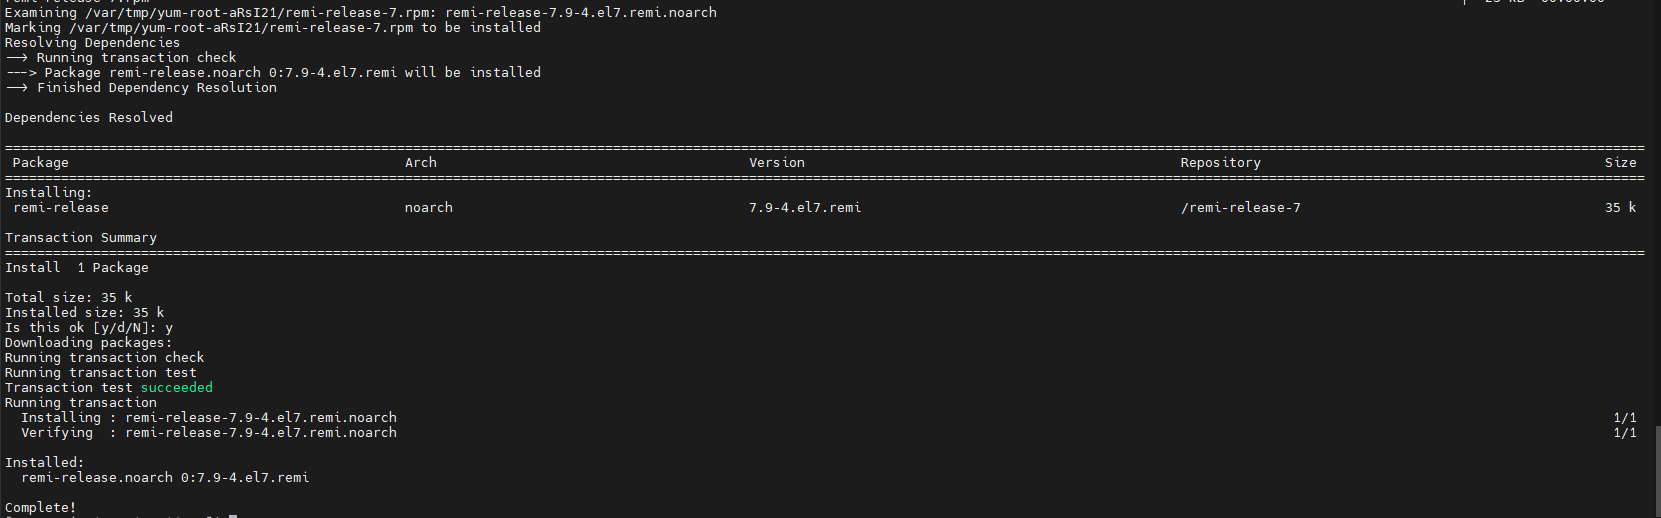 Examining /var/tmp/yum-root-aRsI21/remi-release-7.rpm: remi-release-7.9-4.el7.remi.noarch
Marking /var/tmp/yum-root-aRsI21/remi-release-7.rpm to be installed
Resolving Dependencies
--> Running transaction check
---> Package remi-release.noarch 0:7.9-4.el7.remi will be installed
--> Finished Dependency Resolution
Dependencies Resolved
Package Arch Version Repository Size
Installing:
remi-release noarch 7.9-4.el7.remi /remi-release-7 35 k
Transaction Summary
Install 1 Package
Total size: 35 k
Installed size: 35 k
Is this ok [y/d/N]: y
Downloading packages:
Running transaction check
Running transaction test
Transaction test succeeded
Running transaction
Installing : remi-release-7.9-4.el7.remi.noarch 1/1
Verifying : remi-release-7.9-4.el7.remi.noarch 1/1
Installed:
remi-release.noarch 0:7.9-4.el7.remi
Complete!